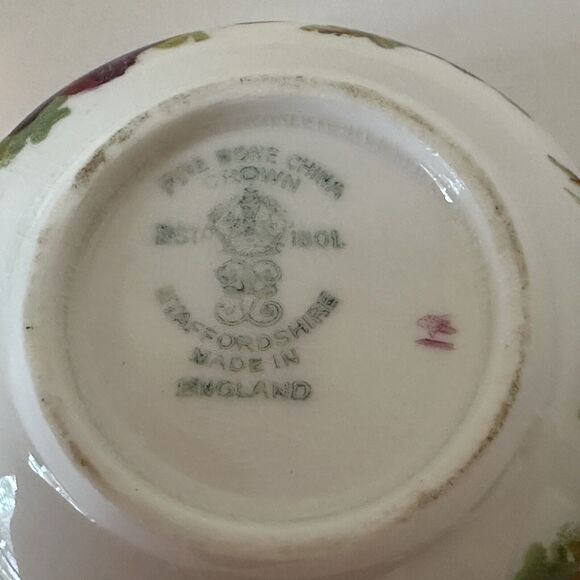 FINE BONE CHINA
CROWN
EST 1801.
STAFFORDSHIRE
MADE IN
ENGLAND